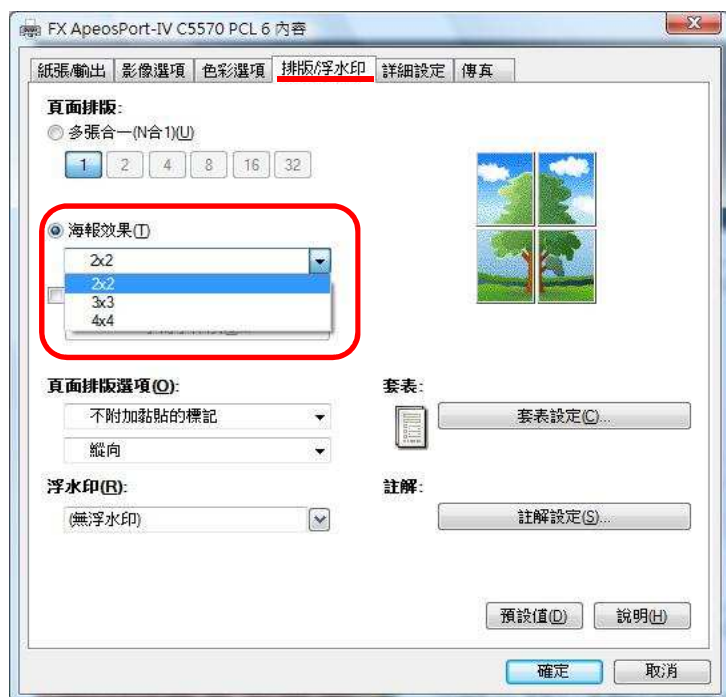 FX ApeosPort-IV C5570 PCL 6 內容
紙張/輸出 影像選項 色彩選項 排版/浮水印 詳細設定 傳真
頁面排版:
多張合一(N合1)(U)
1 2 4 8 16 32
海報效果(T)
2x2
2x2
3x3
4x4
頁面排版選項(O):
不附加黏貼的標記
縱向
套表:
套表設定(C)...
浮水印(R):
(無浮水印)
註解:
註解設定(S)...
預設值(D) 說明(H)
確定 取消